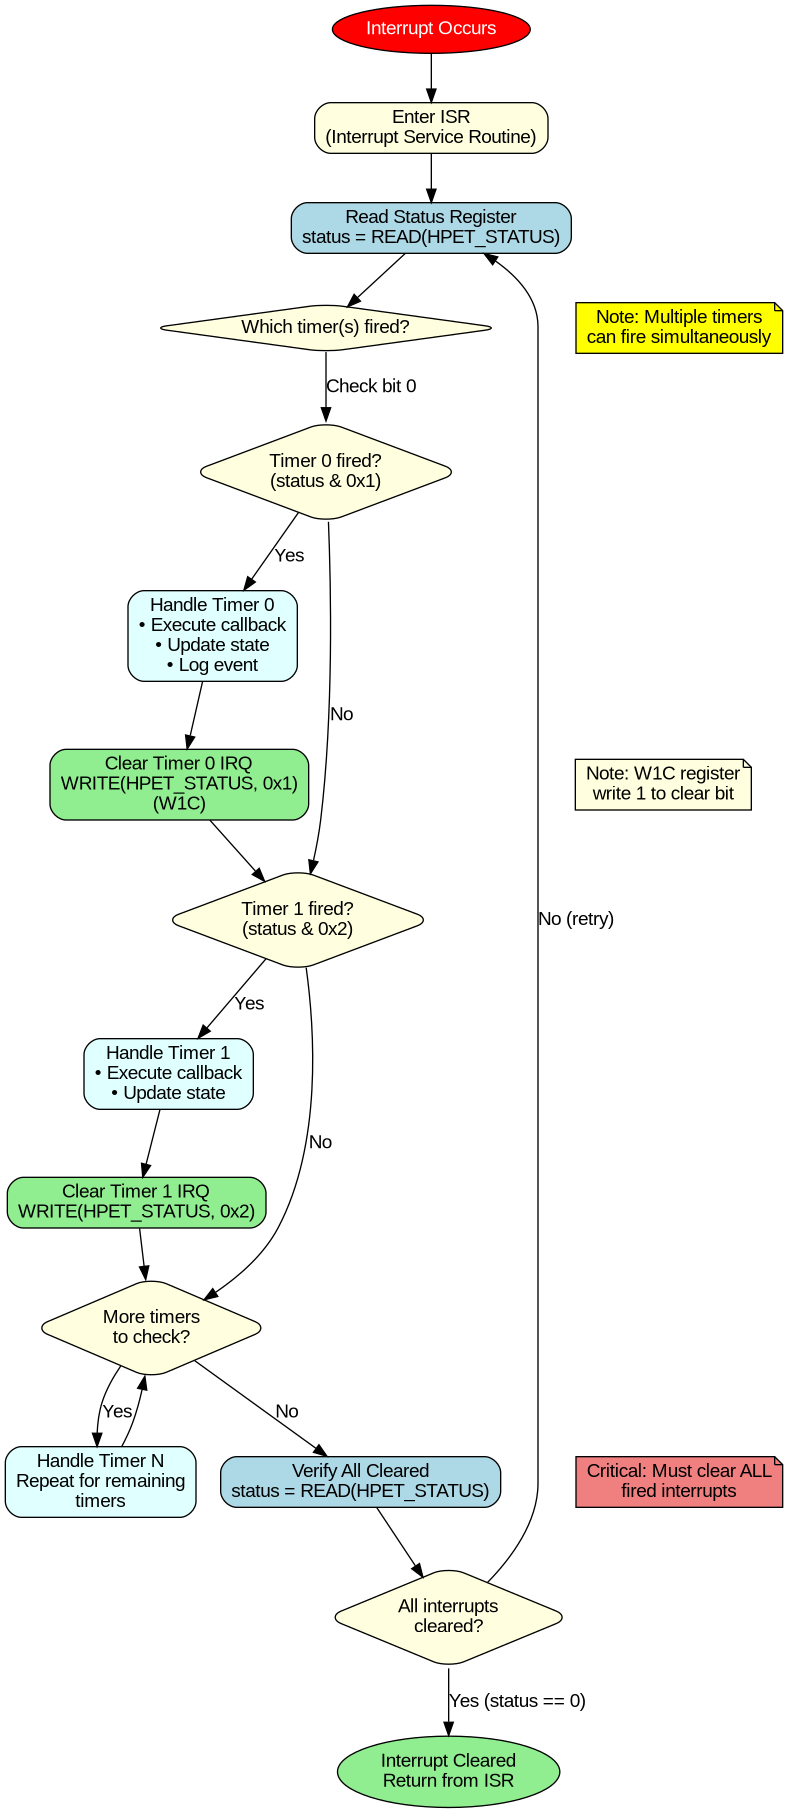 Interrupt Occurs
Enter ISR
(Interrupt Service Routine)
Read Status Register
status = READ(HPET_STATUS)
Which timer(s) fired?
Note: Multiple timers
can fire simultaneously
Check bit 0
Timer 0 fired?
(status & 0x1)
Yes
Handle Timer 0
• Execute callback
• Update state
• Log event
No
Clear Timer 0 IRQ
WRITE(HPET_STATUS, 0x1)
(W1C)
Note: W1C register
write 1 to clear bit
Timer 1 fired?
(status & 0x2)
No (retry)
Yes
Handle Timer 1
• Execute callback
• Update state
No
Clear Timer 1 IRQ
WRITE(HPET_STATUS, 0x2)
More timers
to check?
Yes
No
Handle Timer N
Repeat for remaining
timers
Verify All Cleared
status = READ(HPET_STATUS)
Critical: Must clear ALL
fired interrupts
All interrupts
cleared?
Yes (status == 0)
Interrupt Cleared
Return from ISR